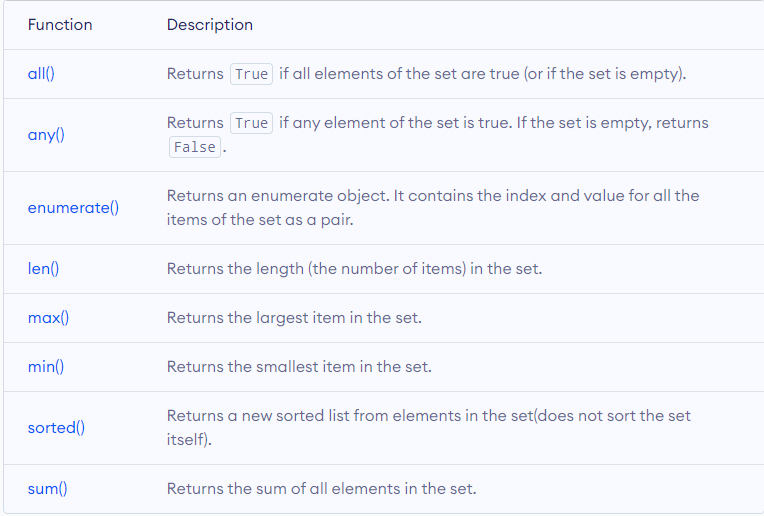 Function Description
all() Returns True if all elements of the set are true (or if the set is empty).
any() Returns True if any element of the set is true. If the set is empty, returns
False .
enumerate() Returns an enumerate object. It contains the index and value for all the
items of the set as a pair.
len() Returns the length (the number of items) in the set.
max() Returns the largest item in the set.
min() Returns the smallest item in the set.
sorted() Returns a new sorted list from elements in the set(does not sort the set
itself).
sum() Returns the sum of all elements in the set.